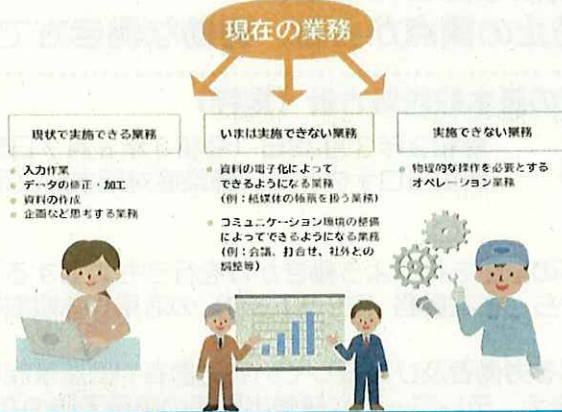 現在の業務
現状で実施できる業務
入力作業
データの修正・加工
資料の作成
企画など思考する業務
いまは実施できない業務
資料の電子化によって
できるようになる業務
(例：紙媒体の帳票を扱う業務)
コミュニケーション環境の整備
によってできるようになる業務
(例：会議、打合せ、社外との
調整等)
実施できない業務
物理的な操作を必要とする
オペレーション業務